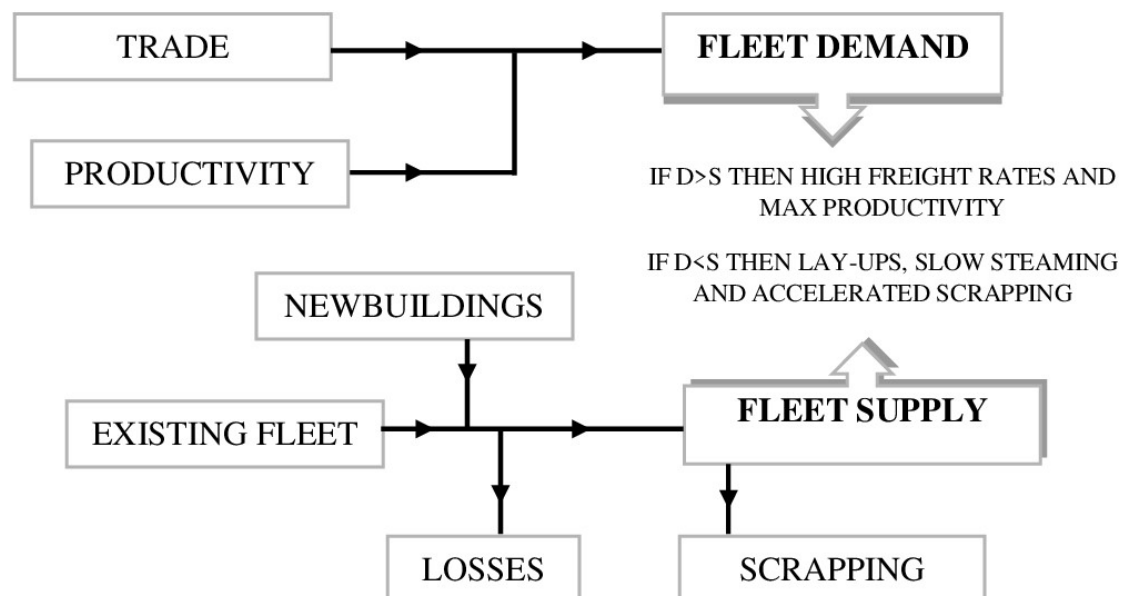 TRADE
FLEET DEMAND
PRODUCTIVITY
IF D>S THEN HIGH FREIGHT RATES AND
MAX PRODUCTIVITY
IF D<S THEN LAY-UPS, SLOW STEAMING
AND ACCELERATED SCRAPPING
NEWBUILDINGS
EXISTING FLEET
FLEET SUPPLY
LOSSES
SCRAPPING